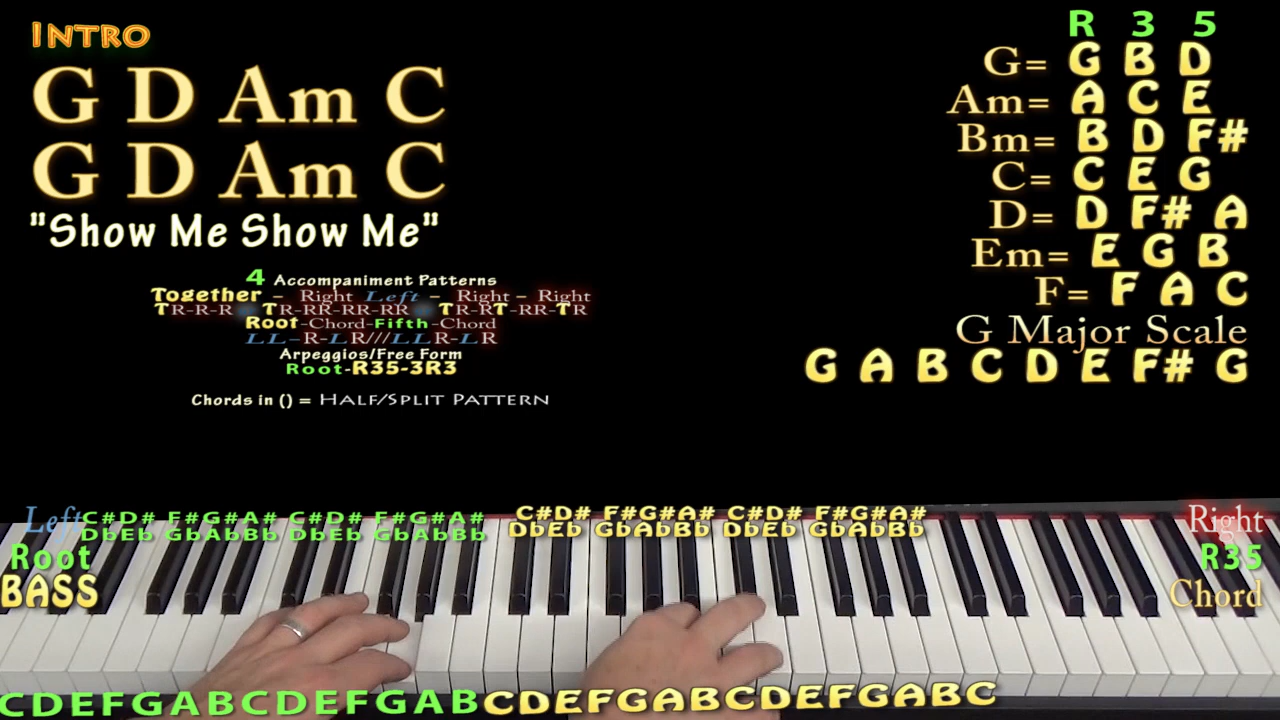 INTRO
G D Am C
G D Am C
"Show Me Show Me"
4 Accompaniment Patterns
Together - Right Left - Right - Right
TR-R-R TR-RR-RR-RR TR-RT-RR-TR
Root-Chord-Fifth-Chord
LL-R-LR///LLR-LR
Arpeggios/Free Form
Root-R35-3R3
Chords in () = HALF/SPLIT PATTERN
R 3 5
G= G B D
Am= A C E
Bm= B D F#
C= C E G
D= D F# A
Em= E G B
F= F A C
G Major Scale
G A B C D E F# G
Left
Root
BASS
C#D# F#G#A# C#D# F#G#A# C#D# F#G#A# C#D# F#G#A#
DbEb GbAbBb DbEb GbAbBb DbEb GbAbBb DbEb GbAbBb
Right
R35
Chord
CDEFGABCDEFGABCDEFGABCDEFGABC